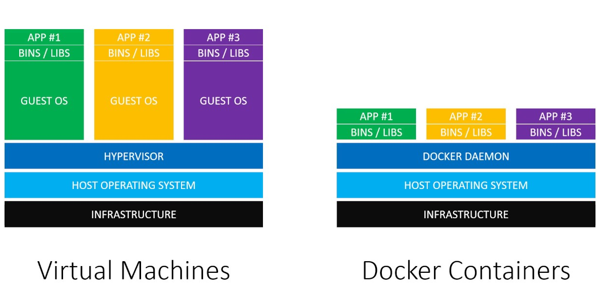 APP #1
BINS / LIBS
GUEST OS
APP #2
BINS / LIBS
GUEST OS
APP #3
BINS / LIBS
GUEST OS
HYPERVISOR
HOST OPERATING SYSTEM
INFRASTRUCTURE
Virtual Machines
APP #1
BINS / LIBS
APP #2
BINS / LIBS
APP #3
BINS / LIBS
DOCKER DAEMON
HOST OPERATING SYSTEM
INFRASTRUCTURE
Docker Containers